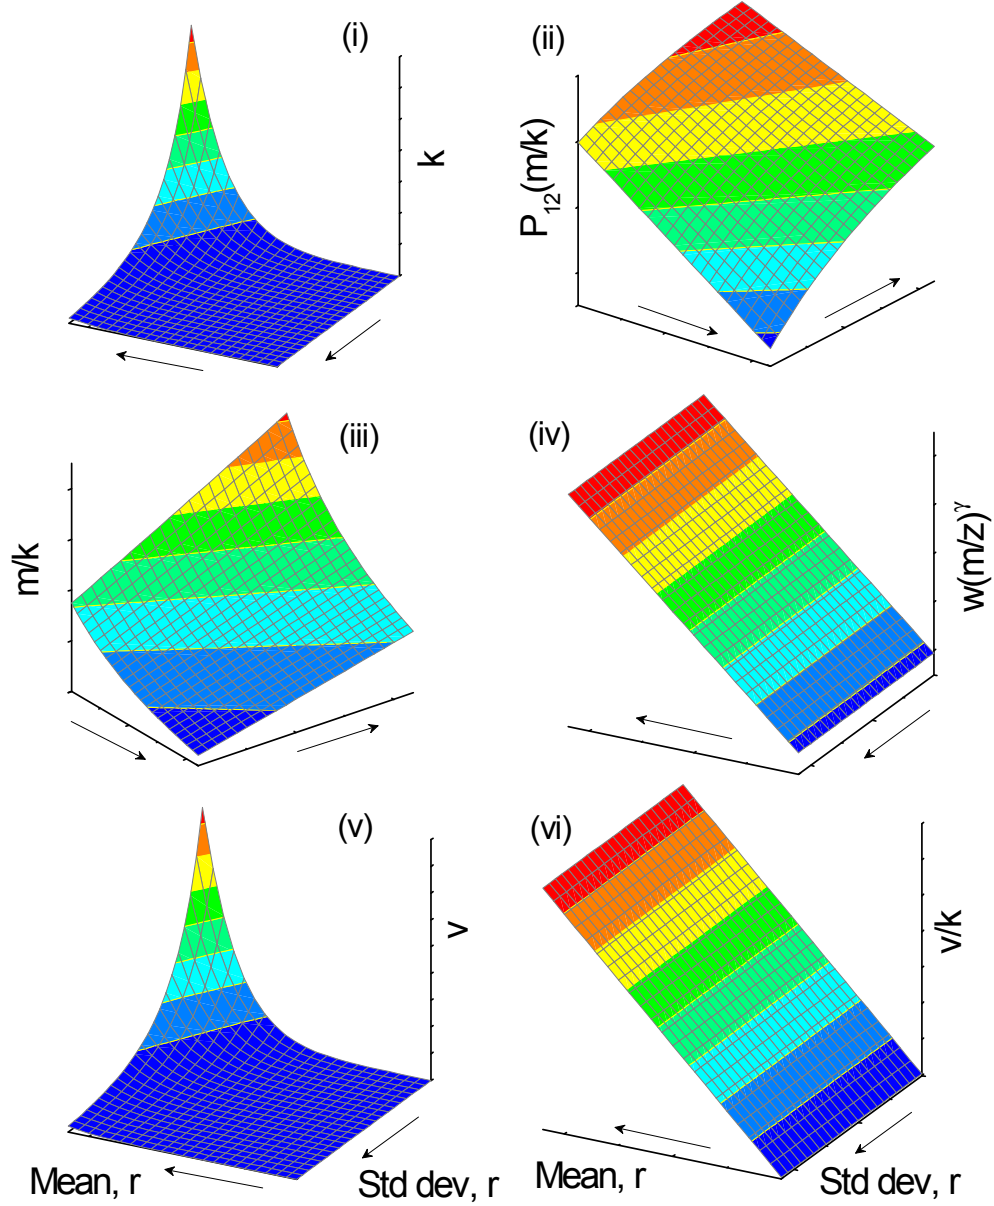 (i)
k
(ii)
P₁₂(m/k)
(iii)
m/k
(iv)
w(m/z)^γ
(v)
v
(vi)
v/k
Mean, r
Std dev, r
Mean, r
Std dev, r